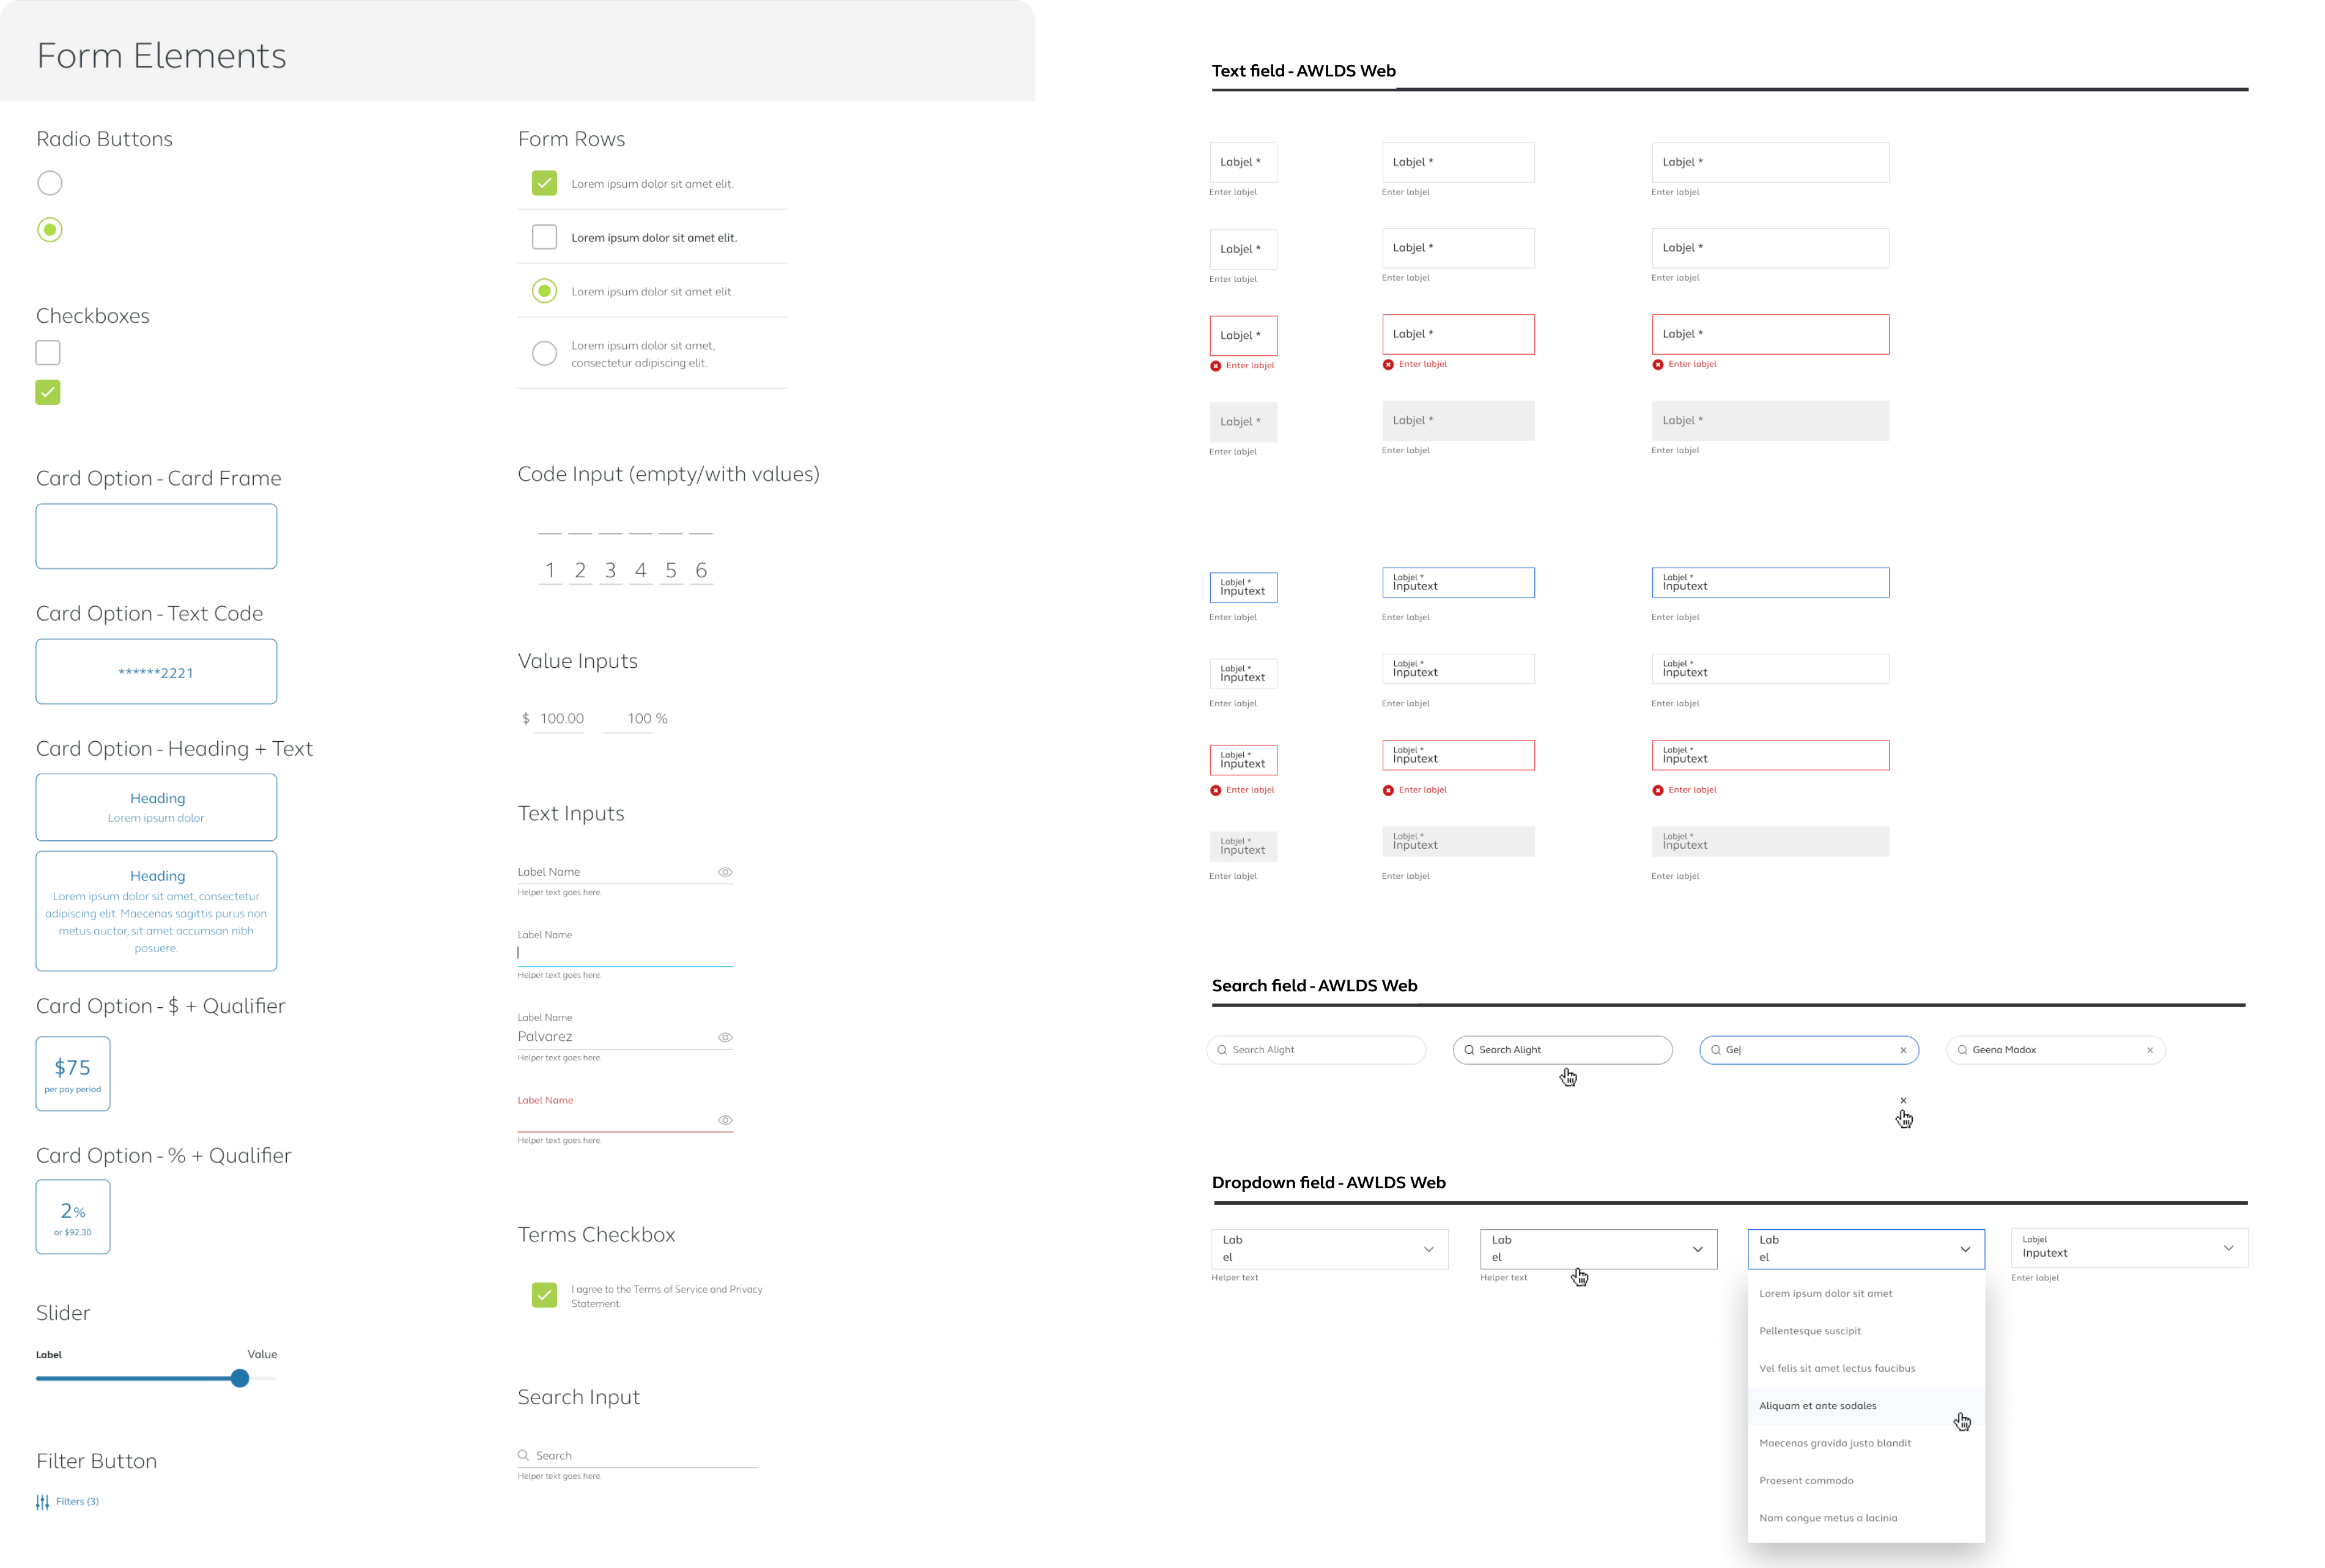 Form Elements
Radio Buttons
Checkboxes
Card Option - Card Frame
Card Option - Text Code
******2221
Card Option - Heading + Text
Heading
Lorem ipsum dolor
Heading
Lorem ipsum dolor sit amet, consectetur
adipiscing elit. Maecenas sagittis purus non
metus auctor, sit amet accumsan nibh
posuere.
Card Option - $ + Qualifier
$75
per pay period
Card Option - % + Qualifier
2%
or $92.30
Slider
Label Value
Filter Button
Filters (3)
Form Rows
Lorem ipsum dolor sit amet elit.
Lorem ipsum dolor sit amet elit.
Lorem ipsum dolor sit amet elit.
Lorem ipsum dolor sit amet,
consectetur adipiscing elit.
Code Input (empty/with values)
1 2 3 4 5 6
Value Inputs
$ 100.00 100 %
Text Inputs
Label Name
Helper text goes here.
Label Name
Helper text goes here.
Label Name
Palvarez
Helper text goes here.
Label Name
Helper text goes here.
Terms Checkbox
I agree to the Terms of Service and Privacy
Statement.
Search Input
Search
Helper text goes here.
Text field - AWLDS Web
Labjel * Labjel * Labjel *
Enter labjel Enter labjel Enter labjel
Labjel * Labjel * Labjel *
Enter labjel Enter labjel Enter labjel
Labjel * Labjel * Labjel *
Enter labjel Enter labjel Enter labjel
Labjel * Labjel * Labjel *
Enter labjel Enter labjel Enter labjel
Labjel * Labjel * Labjel *
Inputext Inputext Inputext
Enter labjel Enter labjel Enter labjel
Labjel * Labjel * Labjel *
Inputext Inputext Inputext
Enter labjel Enter labjel Enter labjel
Labjel * Labjel * Labjel *
Inputext Inputext Inputext
Enter labjel Enter labjel Enter labjel
Labjel * Labjel * Labjel *
Inputext Inputext Inputext
Enter labjel Enter labjel Enter labjel
Search field - AWLDS Web
Search Alight Search Alight Ge Geena Madox
Dropdown field - AWLDS Web
Lab Lab Lab Labjel
el el el Inputext
Helper text Helper text Enter labjel
Lorem ipsum dolor sit amet
Pellentesque suscipit
Vel felis sit amet lectus faucibus
Aliquam et ante sodales
Maecenas gravida justo blandit
Praesent commodo
Nam congue metus a lacinia